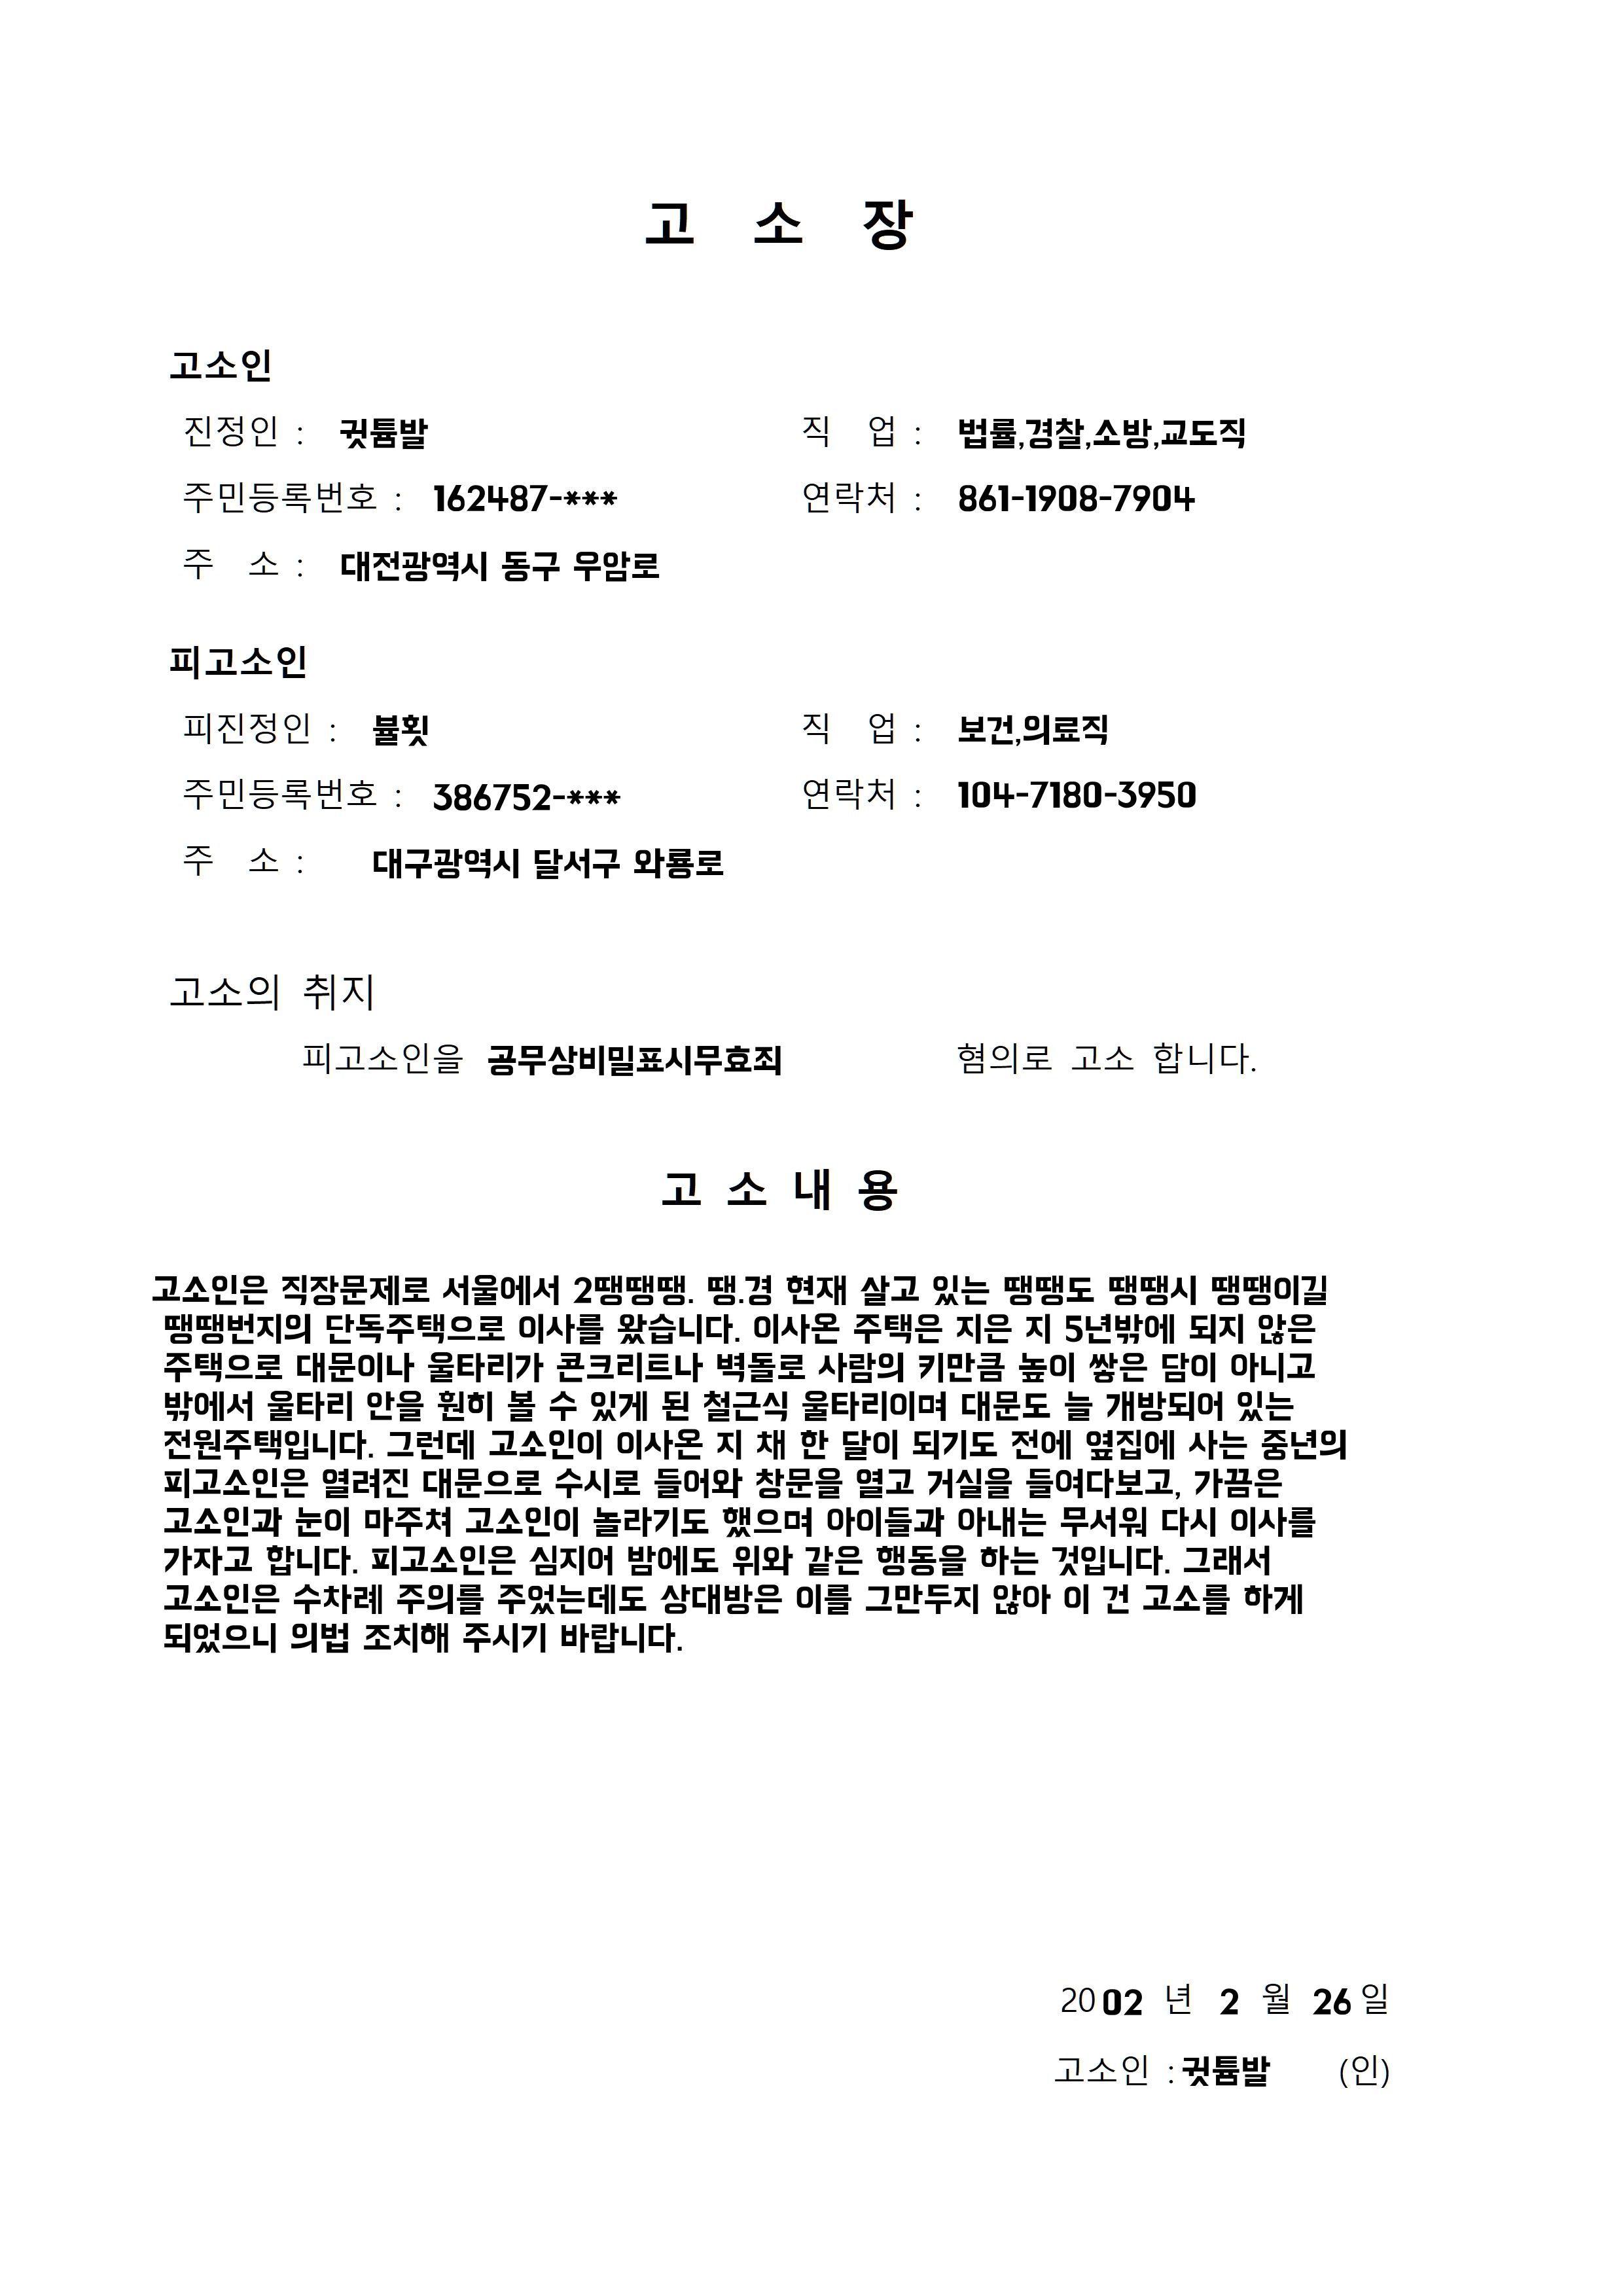 고 소 장
고소인
진정인 : 귓튬발 직 업 : 법률,경찰,소방,교도직
주민등록번호 : 162487-*** 연락처 : 861-1908-7904
주 소 : 대전광역시 동구 우암로
피고소인
피진정인 : 뷸횟 직 업 : 보건,의료직
주민등록번호 : 386752-*** 연락처 : 104-7180-3950
주 소 : 대구광역시 달서구 와룡로
고소의 취지
피고소인을 공무상비밀표시무효죄 혐의로 고소 합니다.
고 소 내 용
고소인은 직장문제로 서울에서 2땡땡땡. 땡.경 현재 살고 있는 땡땡도 땡땡시 땡땡이길
땡땡번지의 단독주택으로 이사를 왔습니다. 이사온 주택은 지은 지 5년밖에 되지 않은
주택으로 대문이나 울타리가 콘크리트나 벽돌로 사람의 키만큼 높이 쌓은 담이 아니고
밖에서 울타리 안을 훤히 볼 수 있게 된 철근식 울타리이며 대문도 늘 개방되어 있는
전원주택입니다. 그런데 고소인이 이사온 지 채 한 달이 되기도 전에 옆집에 사는 중년의
피고소인은 열려진 대문으로 수시로 들어와 창문을 열고 거실을 들여다보고, 가끔은
고소인과 눈이 마주쳐 고소인이 놀라기도 했으며 아이들과 아내는 무서워 다시 이사를
가자고 합니다. 피고소인은 심지어 밤에도 위와 같은 행동을 하는 것입니다. 그래서
고소인은 수차례 주의를 주었는데도 상대방은 이를 그만두지 않아 이 건 고소를 하게
되었으니 의법 조치해 주시기 바랍니다.
2002 년 2 월 26 일
고소인 : 귓튬발 (인)